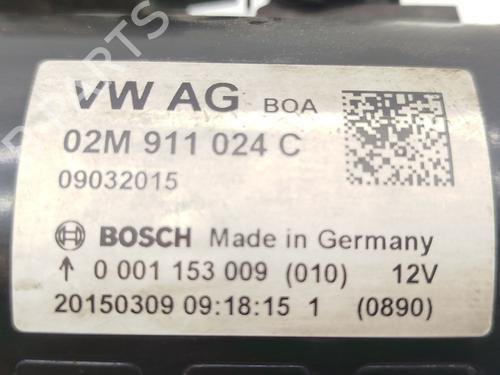 PARTS
VW AG BOA
02M 911 024 C
09032015
BOSCH Made in Germany
↑ 0 001 153 009 (010) 12V
20150309 09:18:15 1 (0890)